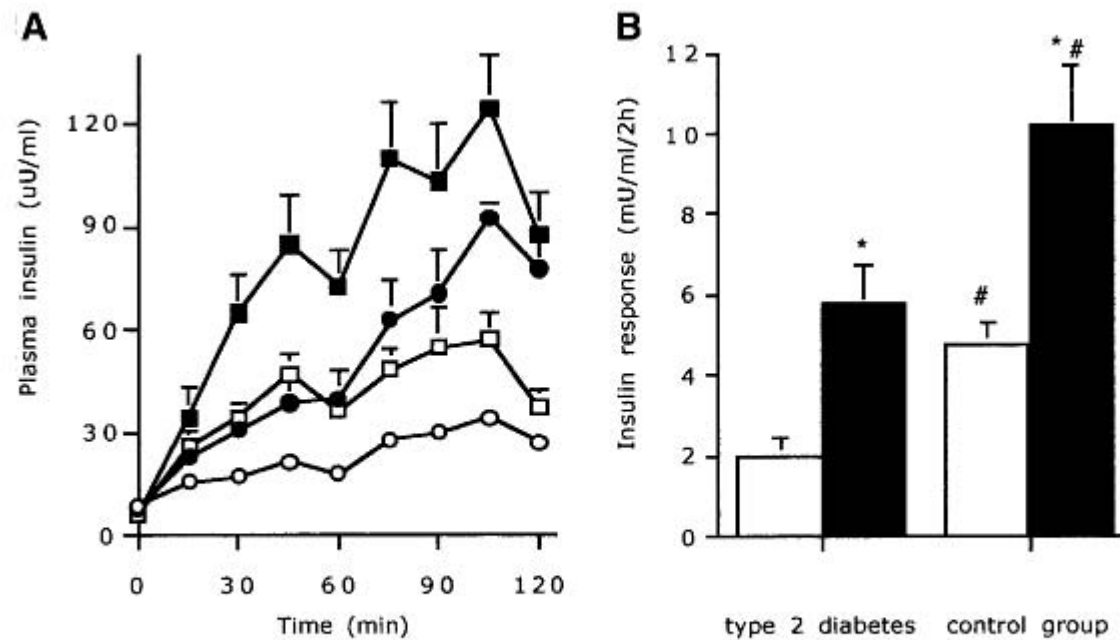 A
Plasma insulin (uU/ml)
120
90
60
30
0
0 30 60 90 120
Time (min)
B
Insulin response (mU/ml/2h)
12
10
8
6
4
2
0
*
#
* #
type 2 diabetes control group